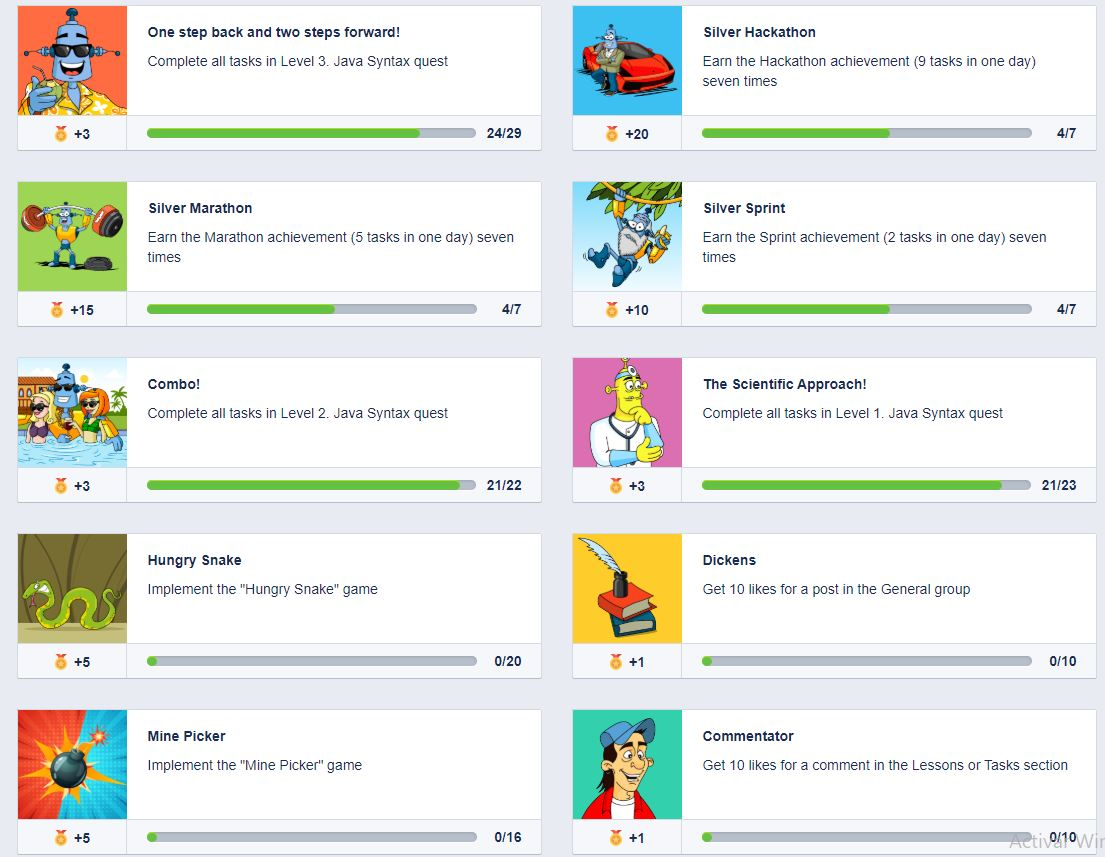 One step back and two steps forward!
Complete all tasks in Level 3. Java Syntax quest
+3
24/29
Silver Hackathon
Earn the Hackathon achievement (9 tasks in one day)
seven times
+20
4/7
Silver Marathon
Earn the Marathon achievement (5 tasks in one day) seven
times
+15
4/7
Silver Sprint
Earn the Sprint achievement (2 tasks in one day) seven
times
+10
4/7
Combo!
Complete all tasks in Level 2. Java Syntax quest
+3
21/22
The Scientific Approach!
Complete all tasks in Level 1. Java Syntax quest
+3
21/23
Hungry Snake
Implement the "Hungry Snake" game
+5
0/20
Dickens
Get 10 likes for a post in the General group
+1
0/10
Mine Picker
Implement the "Mine Picker" game
+5
0/16
Commentator
Get 10 likes for a comment in the Lessons or Tasks section
+1
0/10